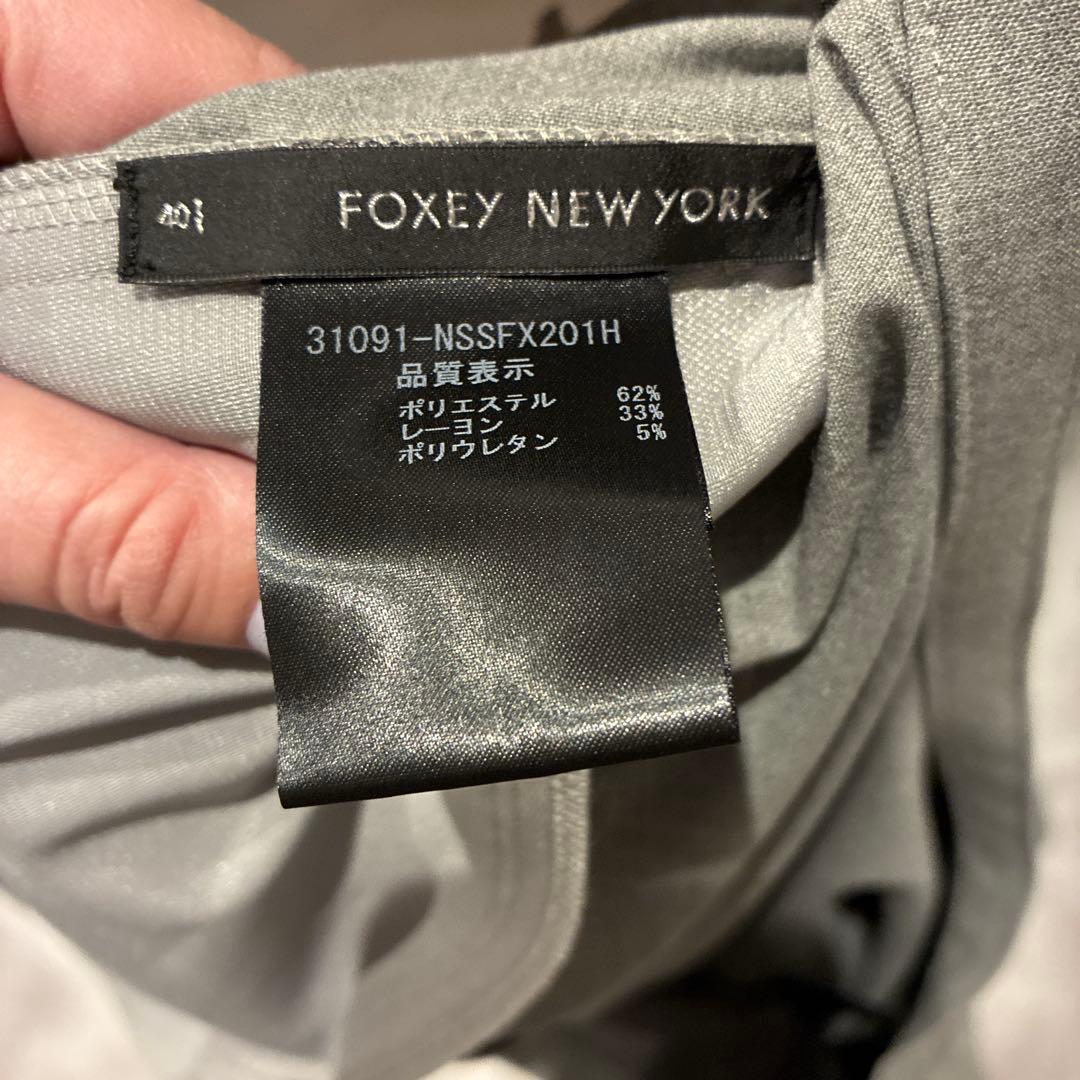 40
FOXEY NEW YORK
31091-NSSFX201H
品質表示
ポリエステル 62%
レーヨン 33%
ポリウレタン 5%